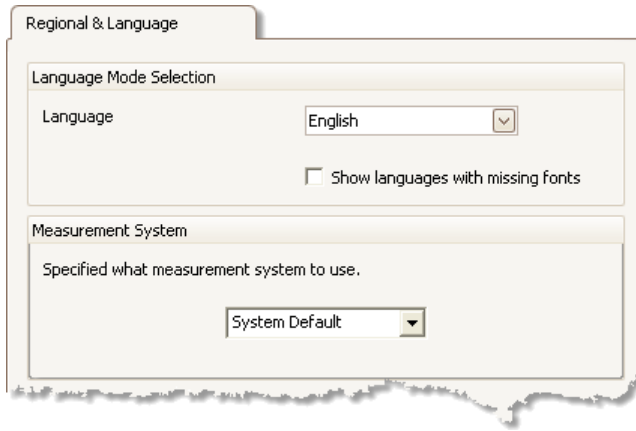 Regional & Language
Language Mode Selection
Language
English
Show languages with missing fonts
Measurement System
Specified what measurement system to use.
System Default